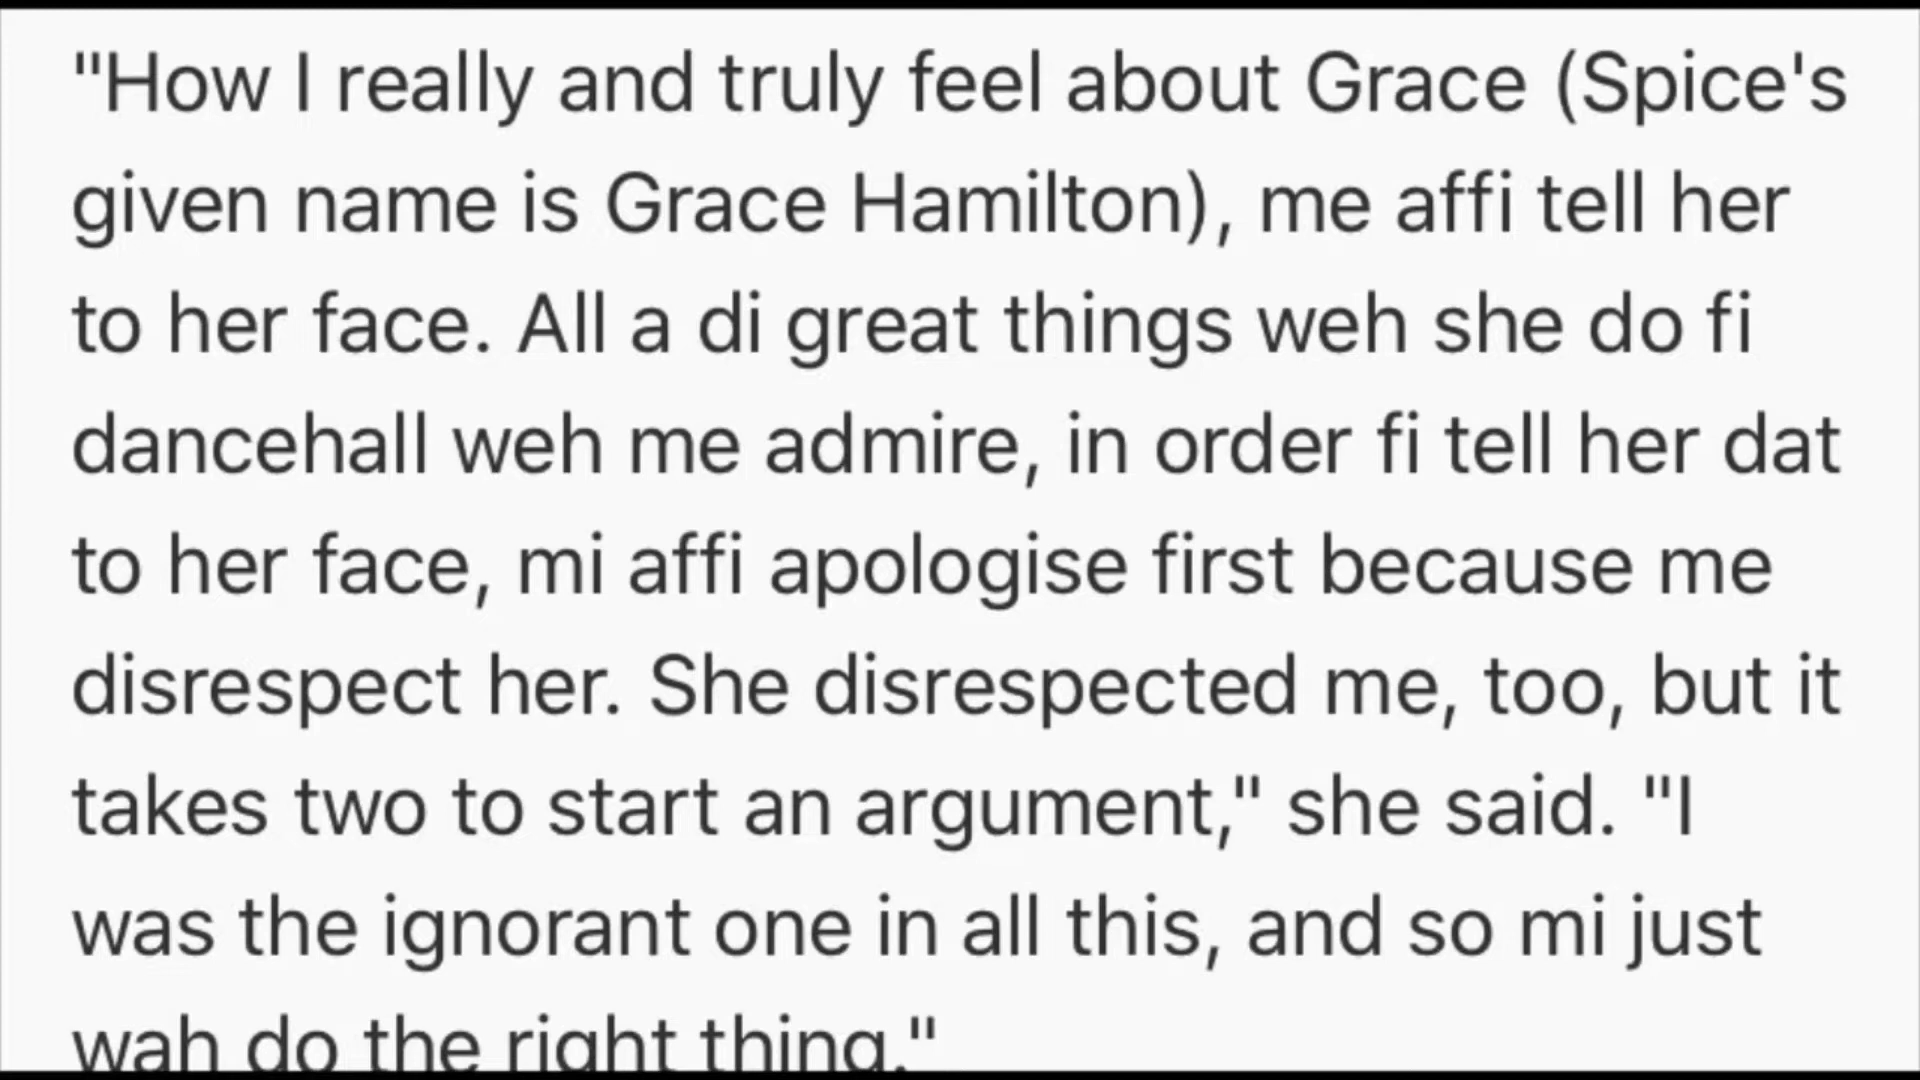 "How I really and truly feel about Grace (Spice's
given name is Grace Hamilton), me affi tell her
to her face. All a di great things weh she do fi
dancehall weh me admire, in order fi tell her dat
to her face, mi affi apologise first because me
disrespect her. She disrespected me, too, but it
takes two to start an argument," she said. "I
was the ignorant one in all this, and so mi just
wah do the right thing."